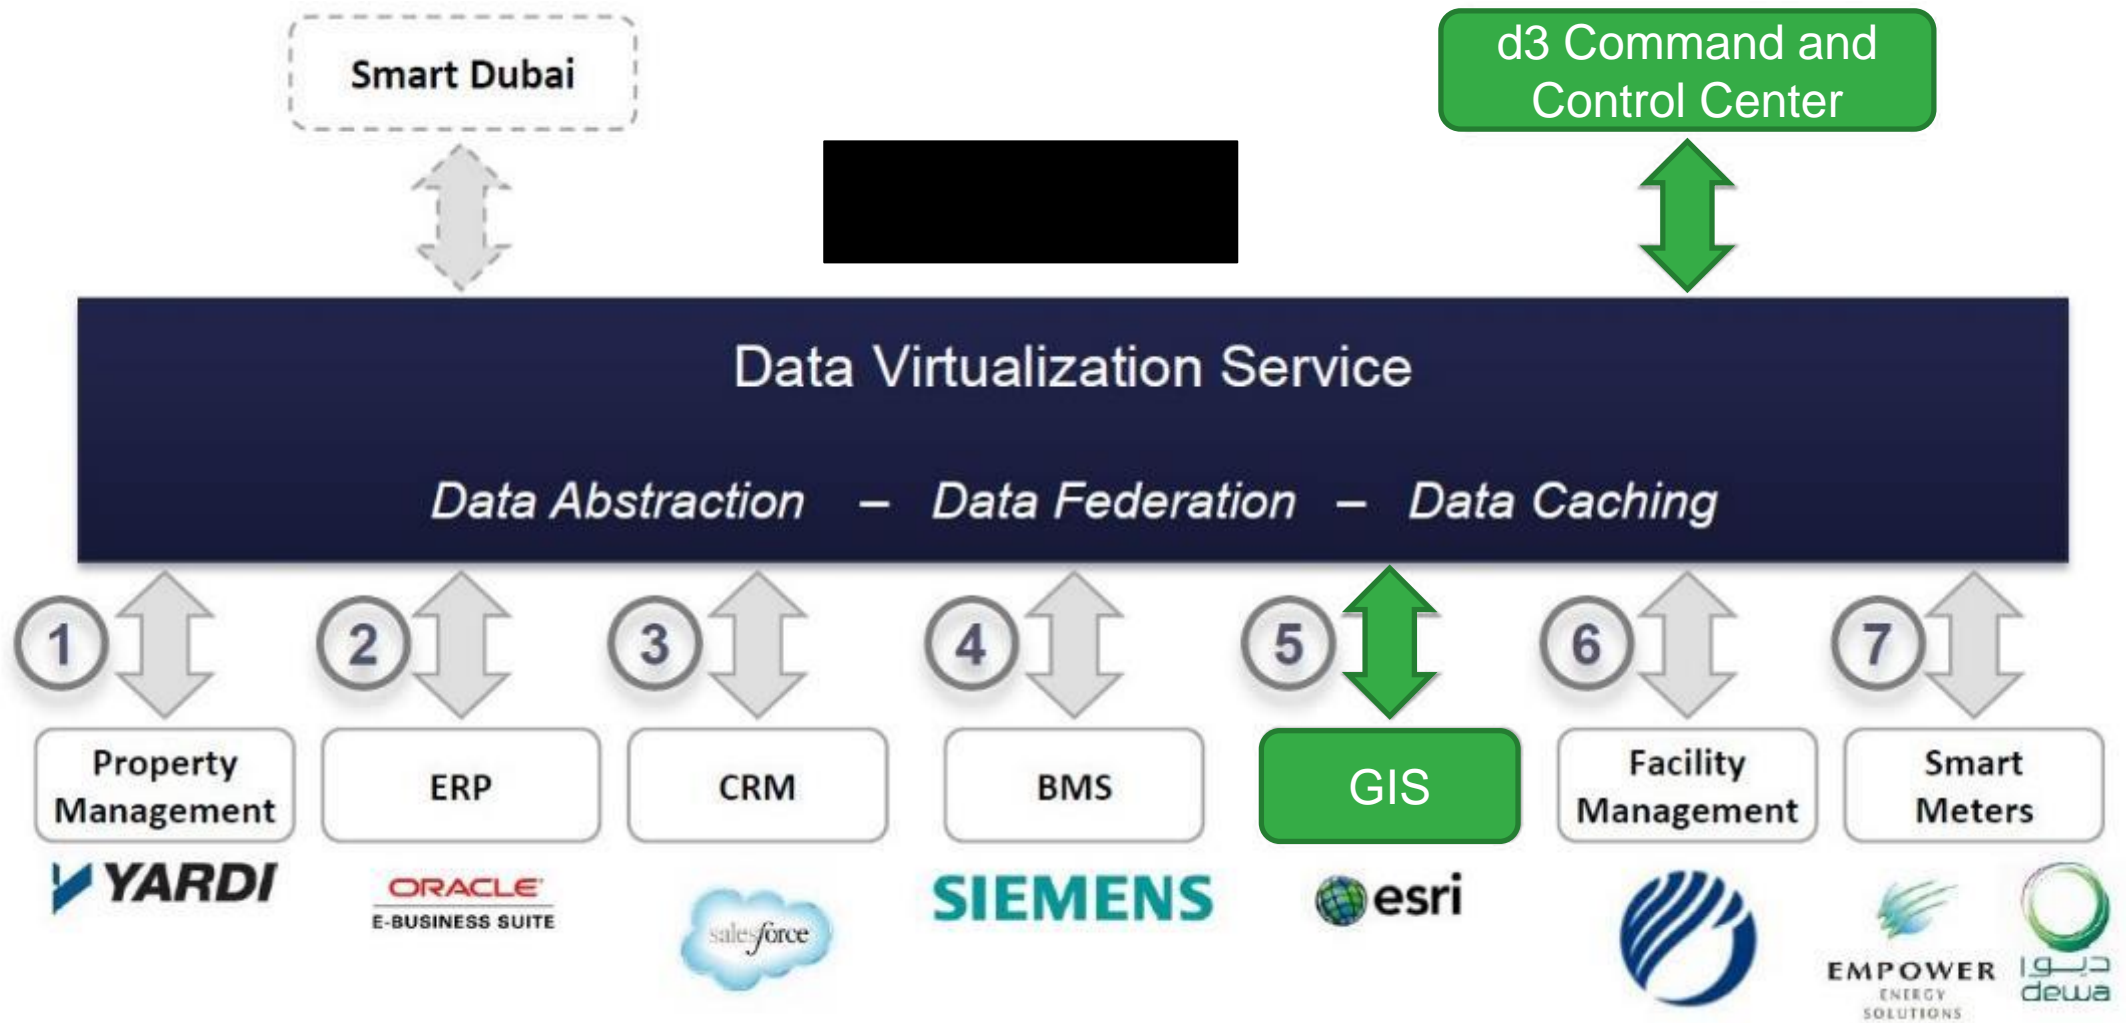 Smart Dubai
d3 Command and
Control Center
Data Virtualization Service
Data Abstraction – Data Federation – Data Caching
1
2
3
4
5
6
7
Property
Management
ERP
CRM
BMS
GIS
Facility
Management
Smart
Meters
YARDI
ORACLE
E-BUSINESS SUITE
salesforce
SIEMENS
esri
EMPOWER
ENERGY
SOLUTIONS
ديوا
dewa